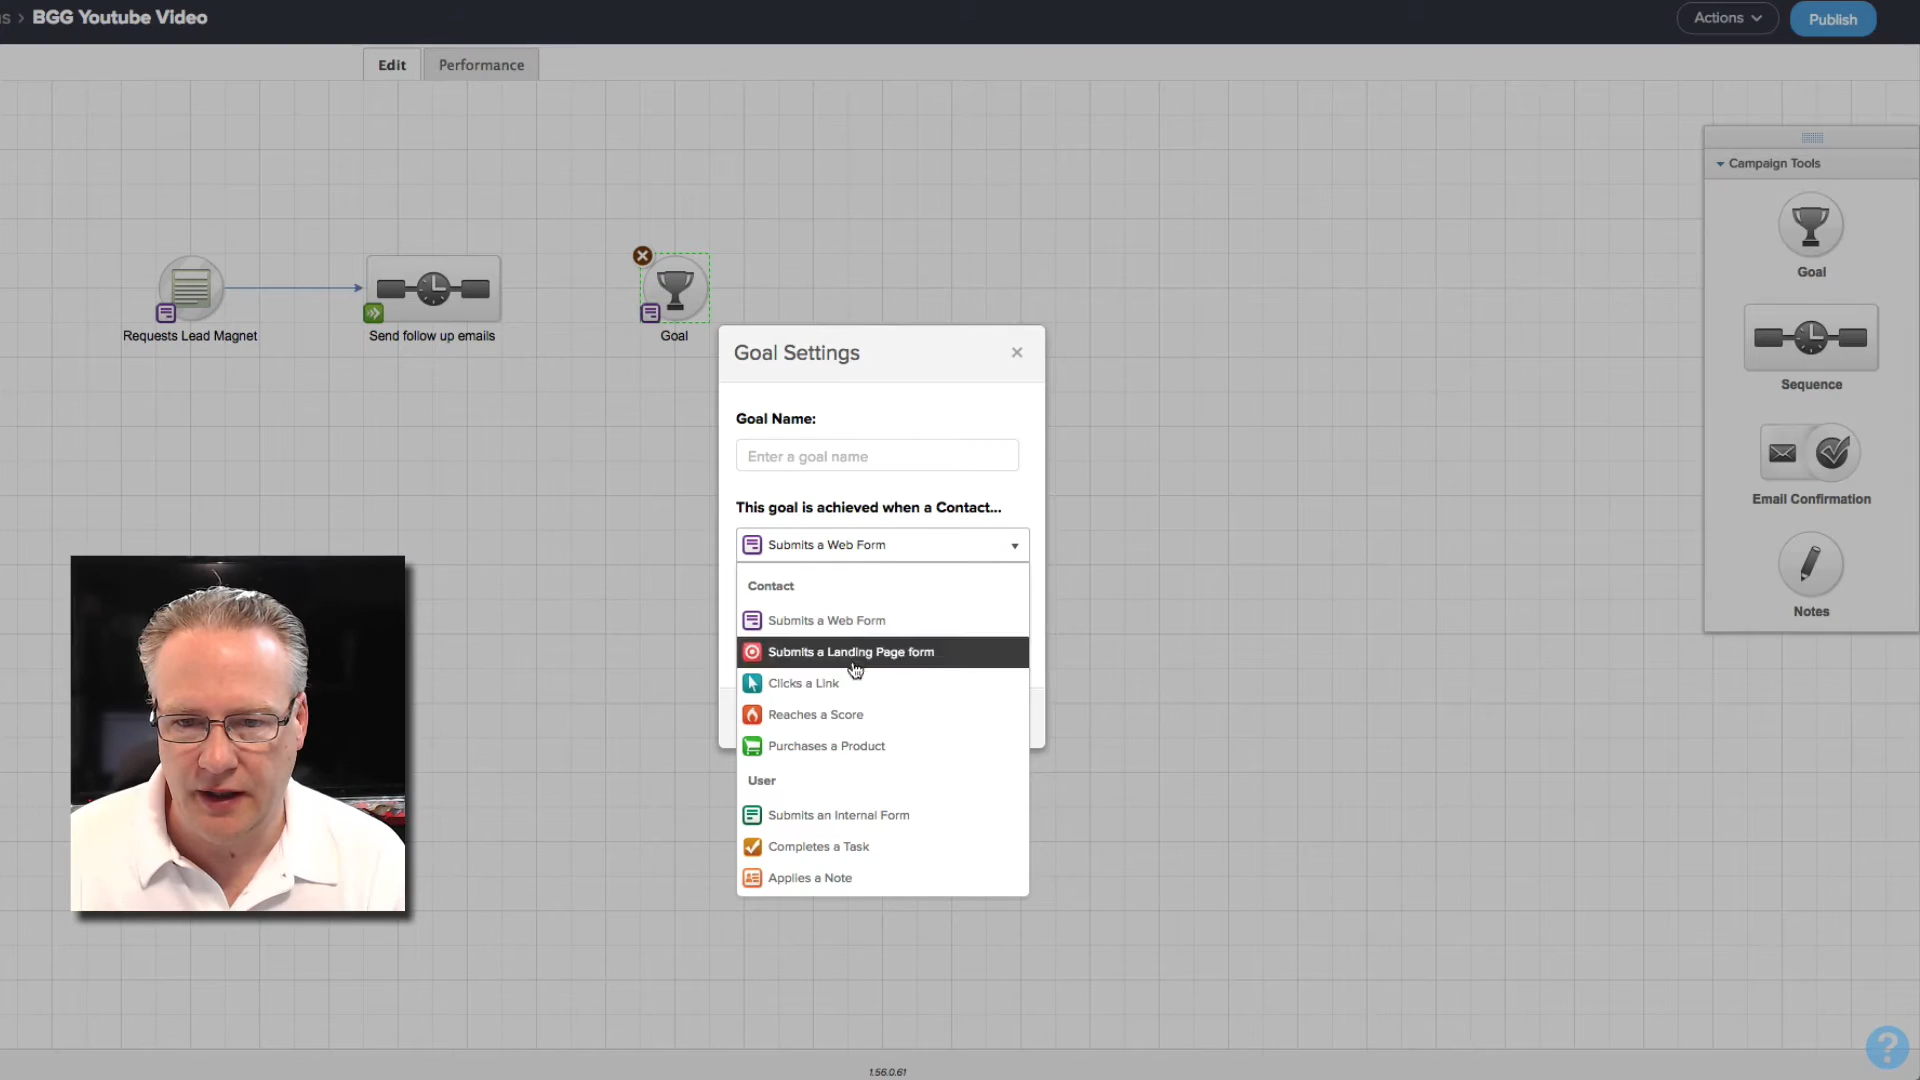 s › BGG Youtube Video
Actions
Publish
Edit
Performance
Campaign Tools
Goal
Sequence
Email Confirmation
Notes
Requests Lead Magnet
Send follow up emails
Goal
Goal Settings
Goal Name:
Enter a goal name
This goal is achieved when a Contact...
Submits a Web Form
Contact
Submits a Web Form
Submits a Landing Page form
Clicks a Link
Reaches a Score
Purchases a Product
User
Submits an Internal Form
Completes a Task
Applies a Note
?
1.56.0.61